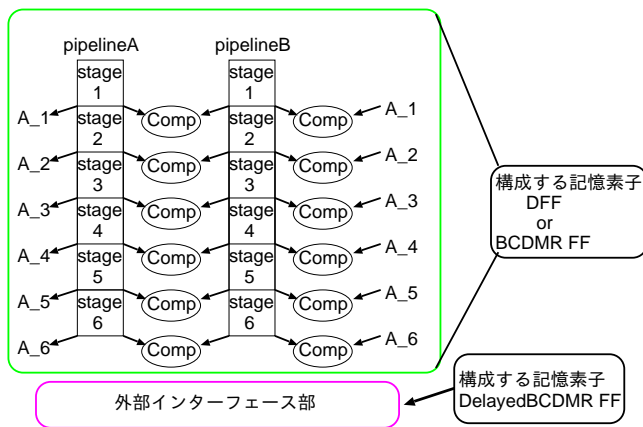 pipelineA
pipelineB
stage
1
stage
1
A_1
Comp
Comp
A_1
stage
2
stage
2
A_2
Comp
Comp
A_2
stage
3
stage
3
A_3
Comp
Comp
A_3
stage
4
stage
4
A_4
Comp
Comp
A_4
stage
5
stage
5
A_5
Comp
Comp
A_5
stage
6
stage
6
A_6
Comp
Comp
A_6
構成する記憶素子
DFF
or
BCDMR FF
外部インターフェース部
構成する記憶素子
DelayedBCDMR FF